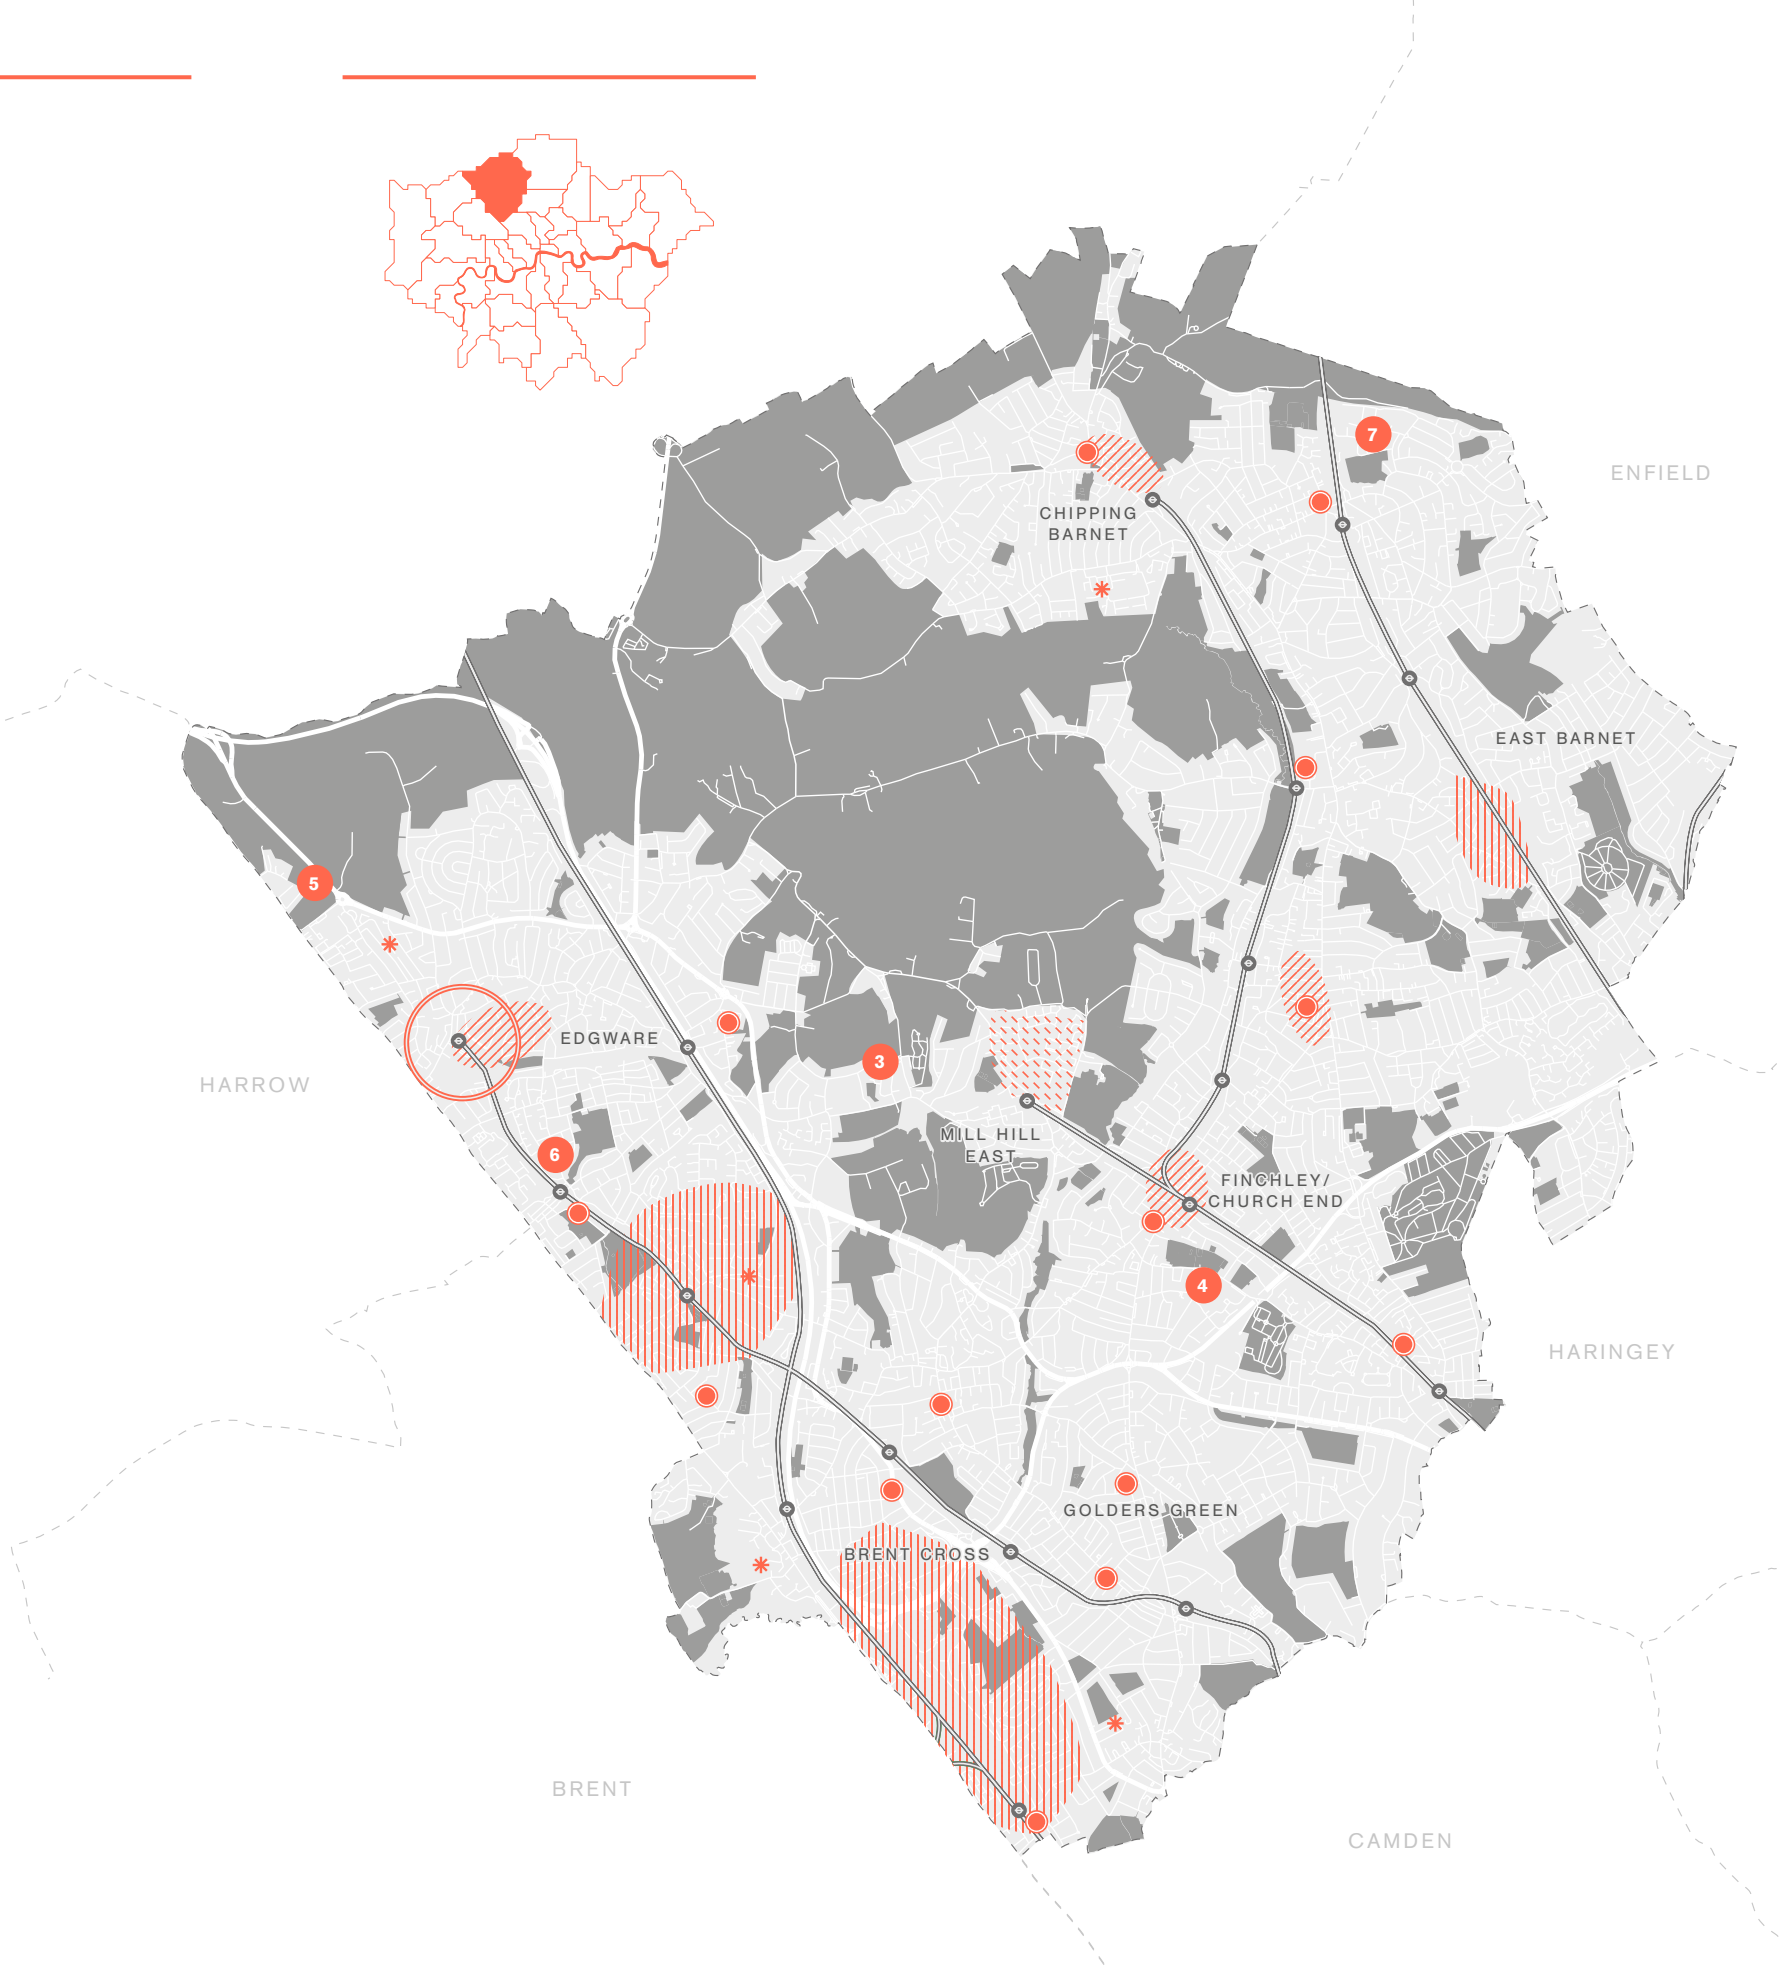 7
ENFIELD
CHIPPING
BARNET
EAST BARNET
5
EDGWARE
3
HARROW
MILL HILL
EAST
6
FINCHLEY/
CHURCH END
4
HARINGEY
GOLDERS GREEN
BRENT CROSS
BRENT
CAMDEN